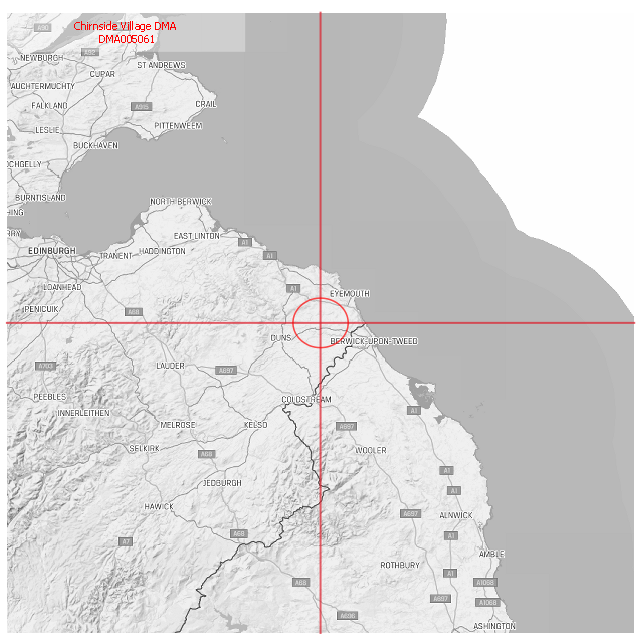 A90
Chirnside Village DMA
DMA005061
NEWBURGH
A92
ST ANDREWS
CUPAR
AUCHTERMUCHTY
FALKLAND
A915
CRAIL
LESLIE
PITTENWEEM
BUCKHAVEN
OCHGELLY
BURNTISLAND
NORTH BERWICK
HING
RRY
EAST LINTON
A1
EDINBURGH
TRANENT
HADDINGTON
A1
LOANHEAD
A1
EYEMOUTH
PENICUIK
A68
DUNS
BERWICK-UPON-TWEED
A703
LAUDER
A697
PEEBLES
COLDSTREAM
INNERLEITHEN
A1
MELROSE
KELSO
A697
SELKIRK
A68
WOOLER
A1
JEDBURGH
A1
HAWICK
A697
ALNWICK
A7
A68
A1
AMBLE
ROTHBURY
A1
A68
A1068
A697
A1068
A696
ASHINGTON